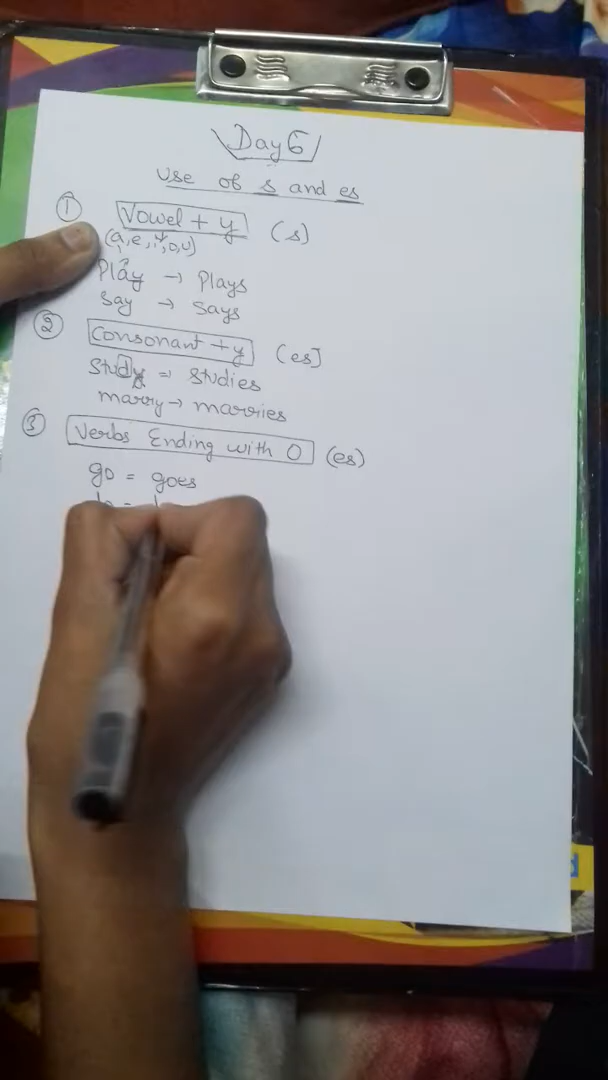 Day 6
Use of s and es
① Vowel + y (s)
(a, e, i, o, u)
Play → Plays
Say → Says
② Consonant + y (es]
Study = Studies
marry → marries
③ Verbs Ending with O (es)
go = goes